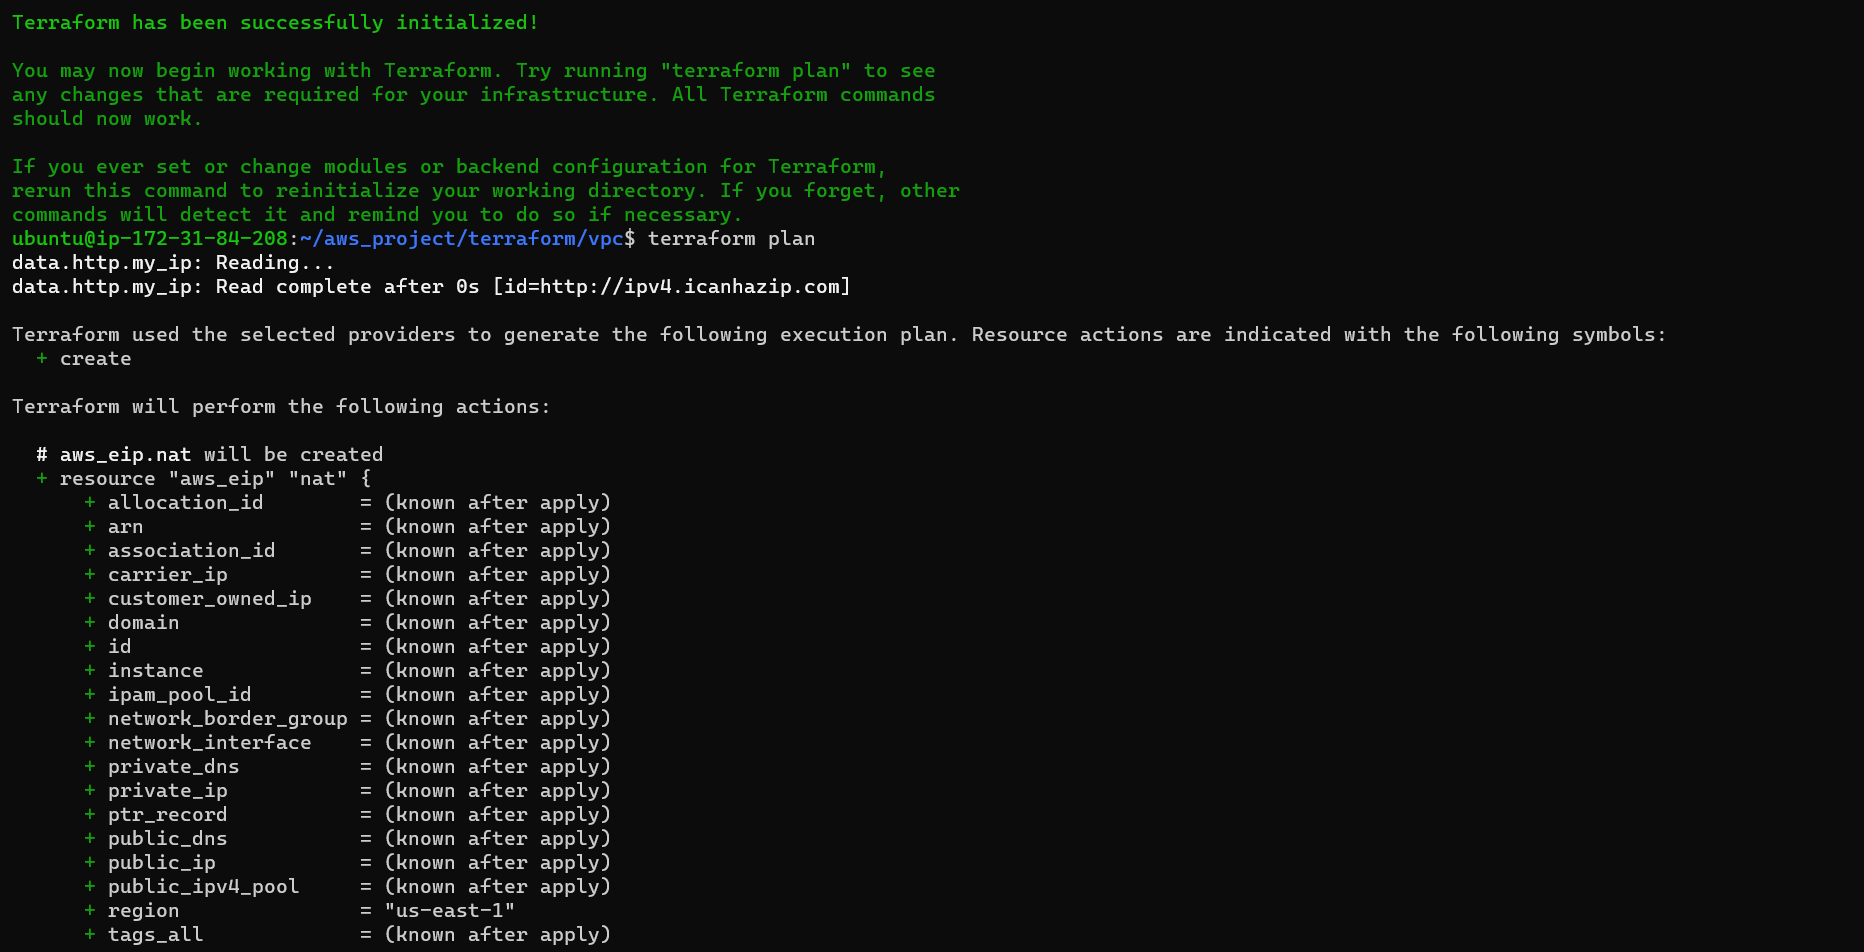 Terraform has been successfully initialized!
You may now begin working with Terraform. Try running "terraform plan" to see
any changes that are required for your infrastructure. All Terraform commands
should now work.
If you ever set or change modules or backend configuration for Terraform,
rerun this command to reinitialize your working directory. If you forget, other
commands will detect it and remind you to do so if necessary.
ubuntu@ip-172-31-84-208:~/aws_project/terraform/vpc$ terraform plan
data.http.my_ip: Reading...
data.http.my_ip: Read complete after 0s [id=http://ipv4.icanhazip.com]
Terraform used the selected providers to generate the following execution plan. Resource actions are indicated with the following symbols:
  + create
Terraform will perform the following actions:
  # aws_eip.nat will be created
  + resource "aws_eip" "nat" {
      + allocation_id        = (known after apply)
      + arn                  = (known after apply)
      + association_id       = (known after apply)
      + carrier_ip           = (known after apply)
      + customer_owned_ip    = (known after apply)
      + domain               = (known after apply)
      + id                   = (known after apply)
      + instance             = (known after apply)
      + ipam_pool_id         = (known after apply)
      + network_border_group = (known after apply)
      + network_interface    = (known after apply)
      + private_dns          = (known after apply)
      + private_ip           = (known after apply)
      + ptr_record           = (known after apply)
      + public_dns           = (known after apply)
      + public_ip            = (known after apply)
      + public_ipv4_pool     = (known after apply)
      + region               = "us-east-1"
      + tags_all             = (known after apply)